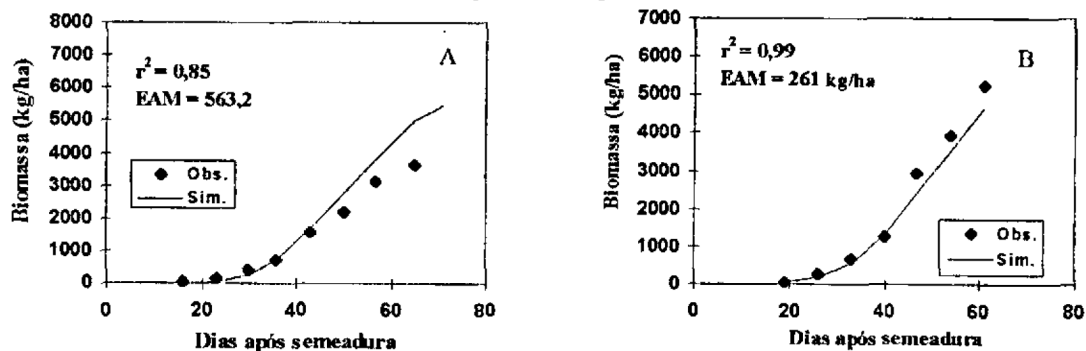 A
r² = 0,85
EAM = 563,2
Biomassa (kg/ha)
8000
7000
6000
5000
4000
3000
2000
1000
0
Obs.
Sim.
0 20 40 60 80
Dias após semeadura
B
r² = 0,99
EAM = 261 kg/ha
Biomassa (kg/ha)
7000
6000
5000
4000
3000
2000
1000
0
Obs.
Sim.
0 20 40 60 80
Dias após semeadura